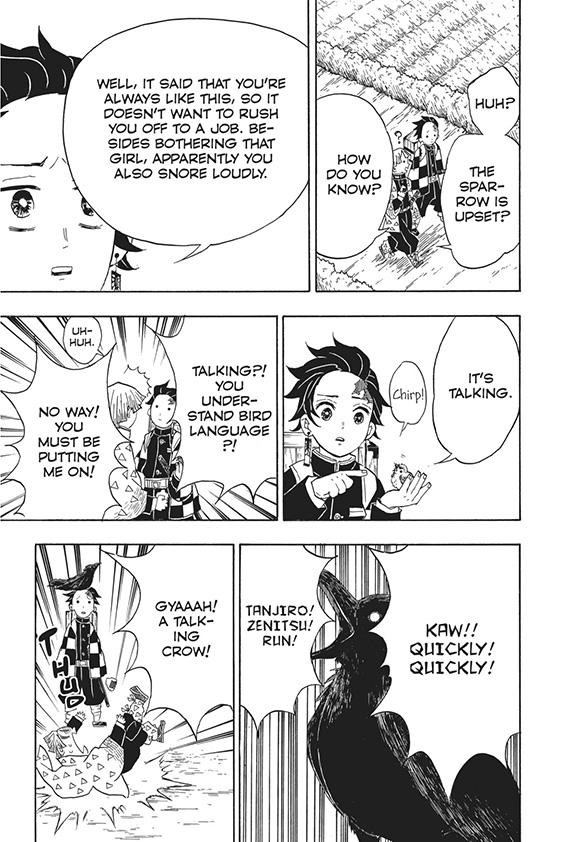 HUH?
THE
SPAR-
ROW IS
UPSET?
?
HOW
DO YOU
KNOW?
WELL, IT SAID THAT YOU'RE
ALWAYS LIKE THIS, SO IT
DOESN'T WANT TO RUSH
YOU OFF TO A JOB. BE-
SIDES BOTHERING THAT
GIRL, APPARENTLY YOU
ALSO SNORE LOUDLY.
IT'S
TALKING.
Chirp!
TALKING?!
YOU
UNDER-
STAND BIRD
LANGUAGE
?!
UH-
HUH.
NO WAY!
YOU
MUST BE
PUTTING
ME ON!
KAW!!
QUICKLY!
QUICKLY!
TANJIRO!
ZENITSU!
RUN!
GYAAAH!
A TALK-
ING
CROW!
THUD